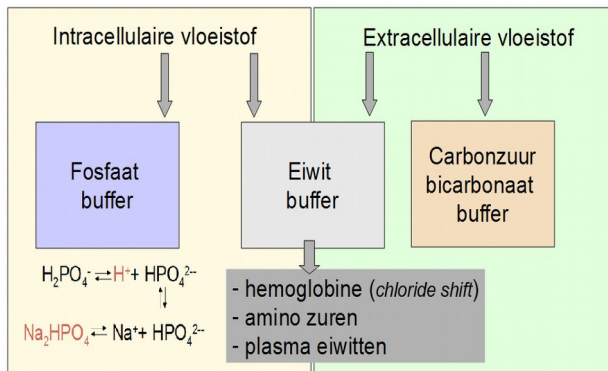 Intracellulaire vloeistof
Extracellulaire vloeistof
Fosfaat
buffer
Eiwit
buffer
Carbonzuur
bicarbonaat
buffer
H₂PO₄⁻ ⇌ H⁺ + HPO₄²⁻⁻
Na₂HPO₄ ⇌ Na⁺ + HPO₄²⁻⁻
- hemoglobine (chloride shift)
- amino zuren
- plasma eiwitten